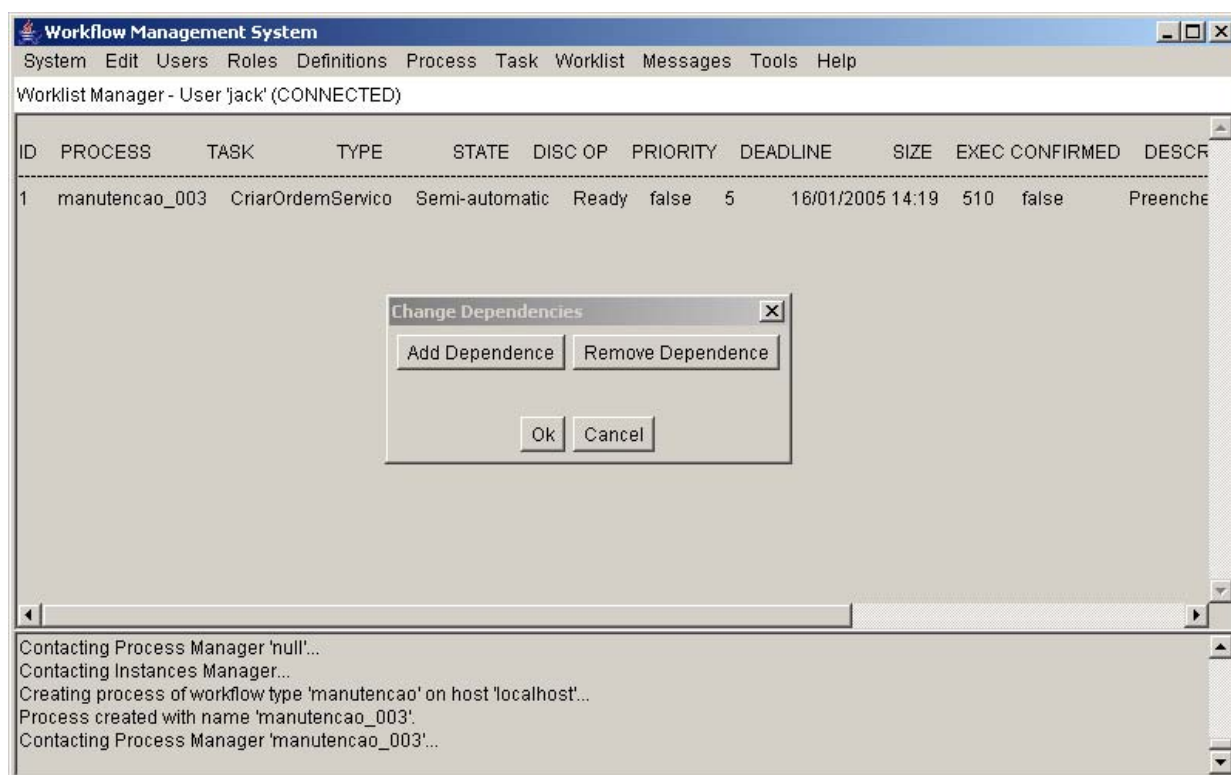 Workflow Management System
System Edit Users Roles Definitions Process Task Worklist Messages Tools Help
Worklist Manager - User 'jack' (CONNECTED)
ID PROCESS TASK TYPE STATE DISC OP PRIORITY DEADLINE SIZE EXEC CONFIRMED DESCR
1 manutencao_003 CriarOrdemServico Semi-automatic Ready false 5 16/01/2005 14:19 510 false Preenche
Change Dependencies
Add Dependence Remove Dependence
Ok Cancel
Contacting Process Manager 'null'...
Contacting Instances Manager...
Creating process of workflow type 'manutencao' on host 'localhost'...
Process created with name 'manutencao_003'.
Contacting Process Manager 'manutencao_003'...